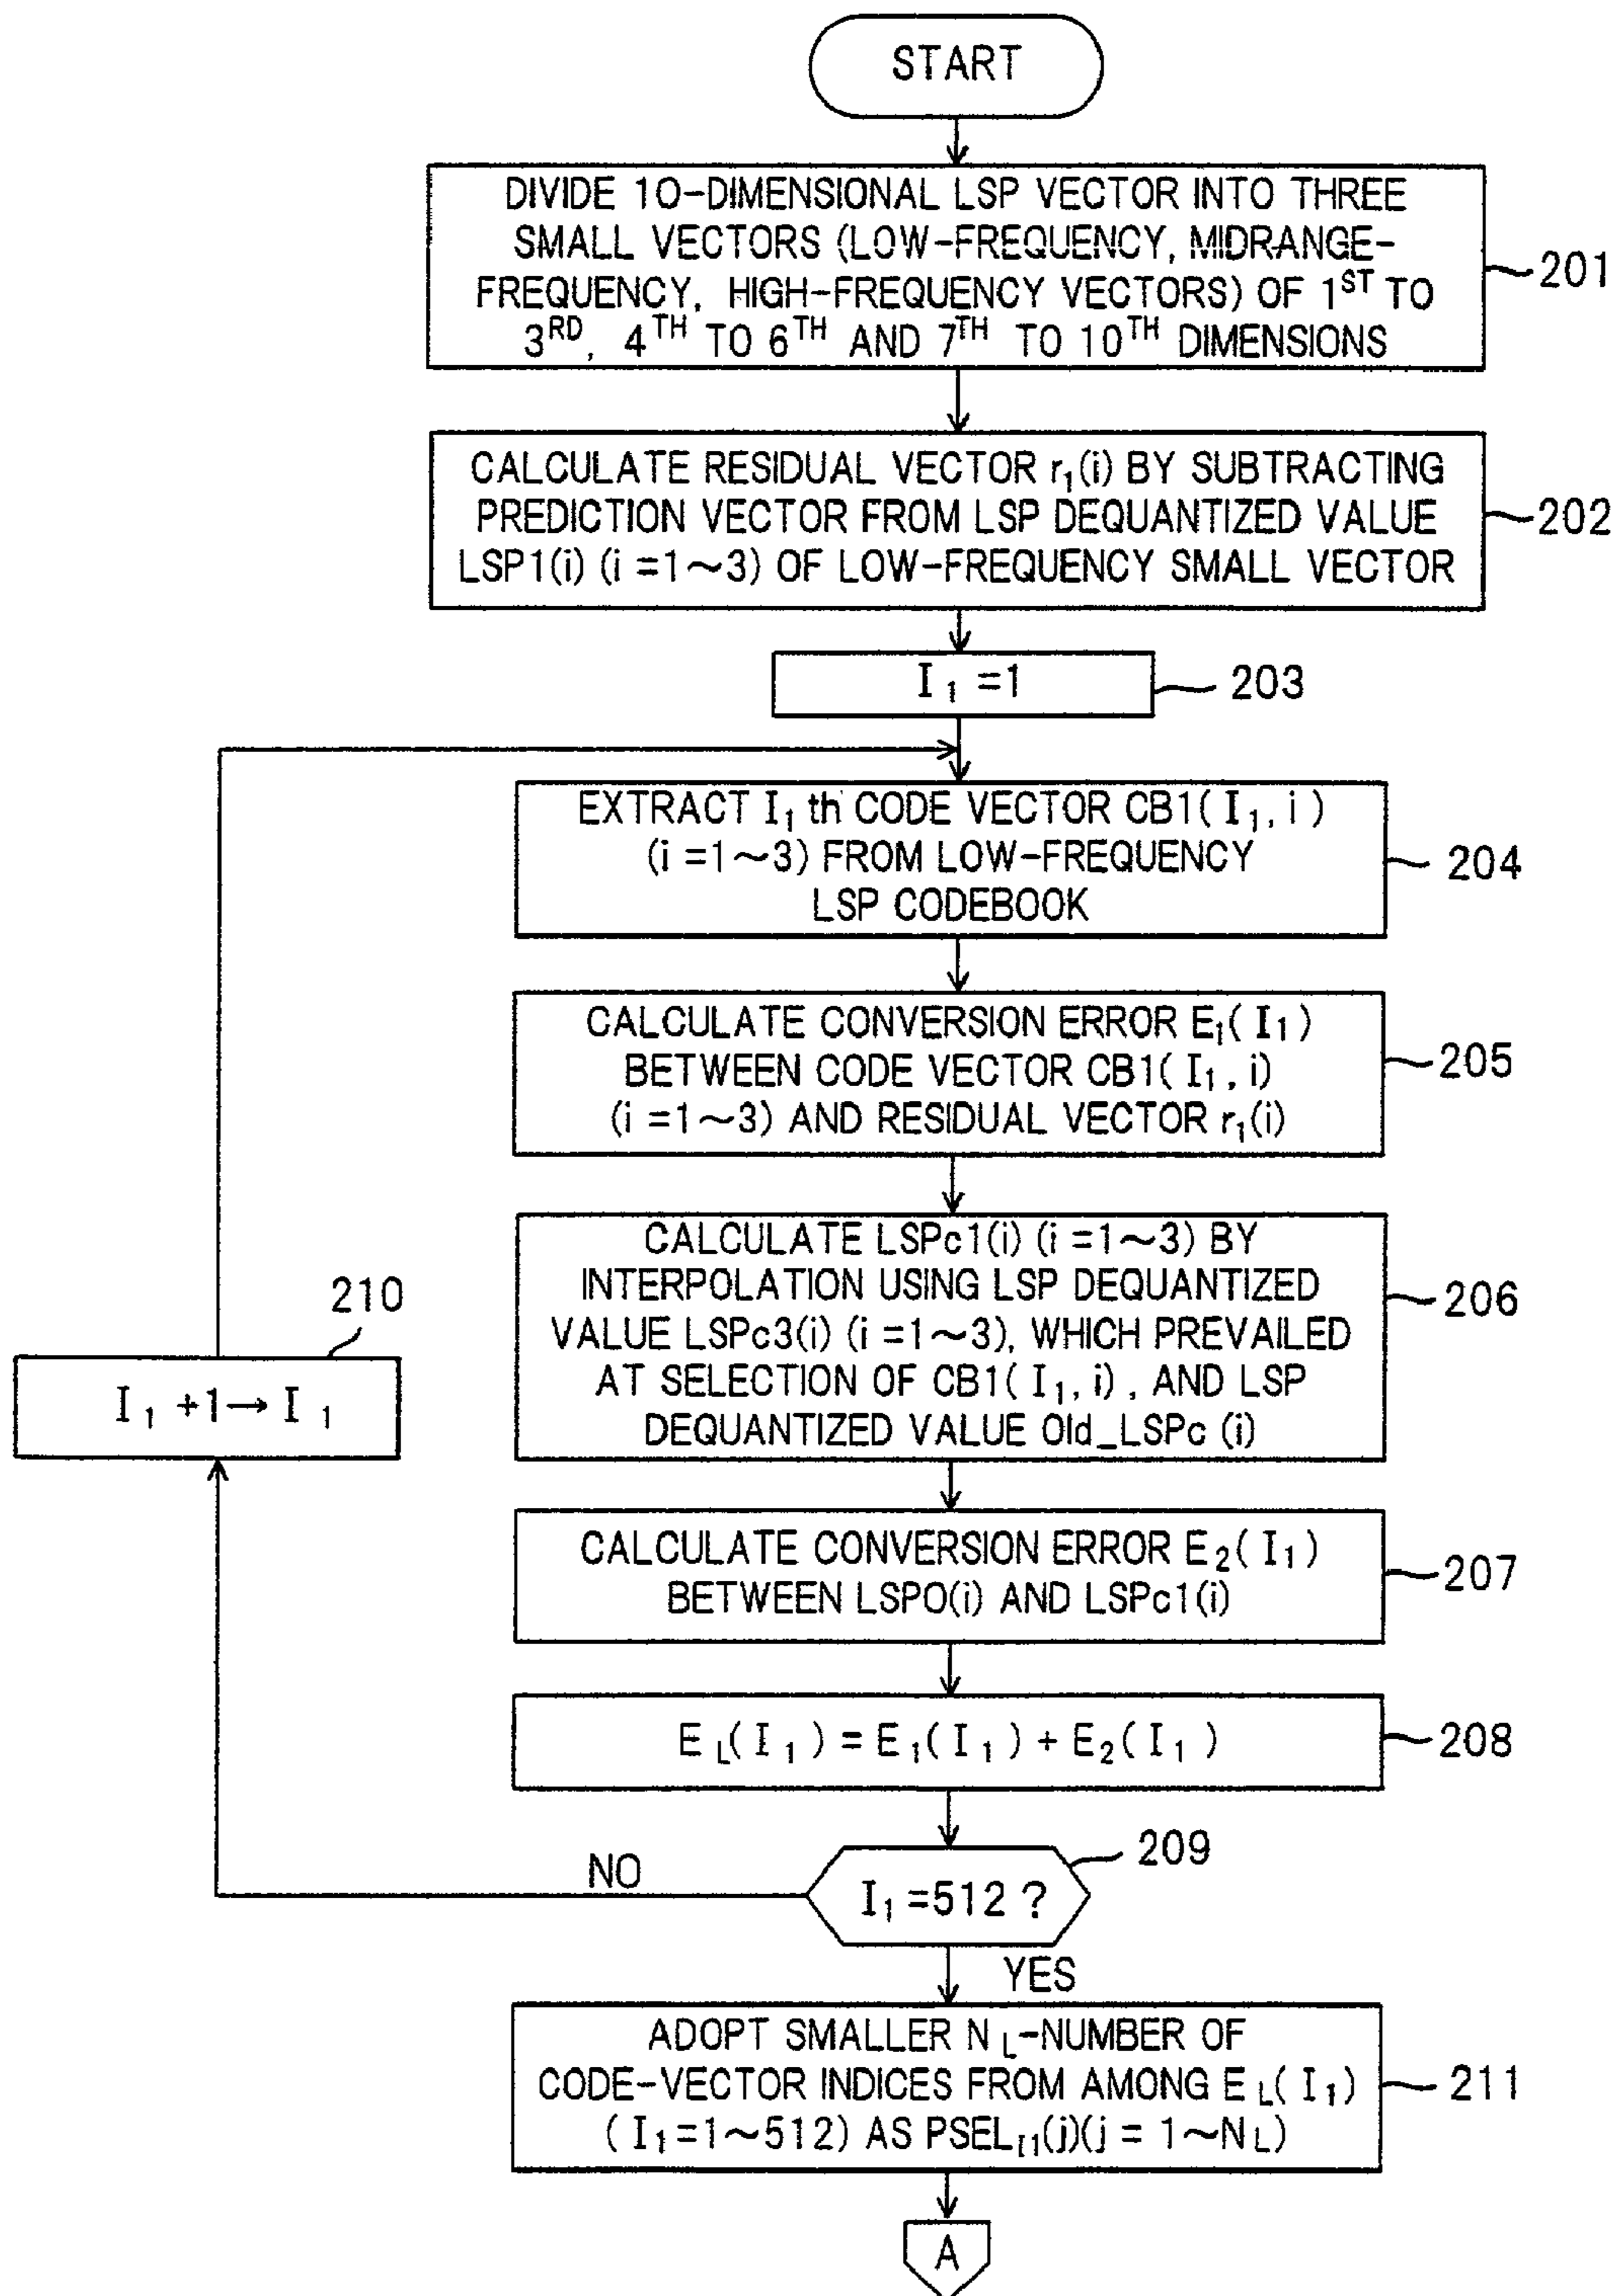 START
DIVIDE 10-DIMENSIONAL LSP VECTOR INTO THREE
SMALL VECTORS (LOW-FREQUENCY, MIDRANGE-
FREQUENCY, HIGH-FREQUENCY VECTORS) OF 1ST TO
3RD, 4TH TO 6TH AND 7TH TO 10TH DIMENSIONS
201
CALCULATE RESIDUAL VECTOR r₁(i) BY SUBTRACTING
PREDICTION VECTOR FROM LSP DEQUANTIZED VALUE
LSP1(i) (i =1~3) OF LOW-FREQUENCY SMALL VECTOR
202
I₁ =1
203
EXTRACT I₁ th CODE VECTOR CB1( I₁, i )
(i =1~3) FROM LOW-FREQUENCY
LSP CODEBOOK
204
CALCULATE CONVERSION ERROR E₁( I₁ )
BETWEEN CODE VECTOR CB1( I₁, i)
(i =1~3) AND RESIDUAL VECTOR r₁(i)
205
CALCULATE LSPc1(i) (i =1~3) BY
INTERPOLATION USING LSP DEQUANTIZED
VALUE LSPc3(i) (i =1~3), WHICH PREVAILED
AT SELECTION OF CB1( I₁, i) , AND LSP
DEQUANTIZED VALUE Old_LSPc (i)
206
210
I₁ +1→ I₁
CALCULATE CONVERSION ERROR E₂( I₁ )
BETWEEN LSP0(i) AND LSPc1(i)
207
E L( I₁ ) = E₁( I₁ ) + E₂( I₁ )
208
209
NO
I₁ =512 ?
YES
ADOPT SMALLER N L-NUMBER OF
CODE-VECTOR INDICES FROM AMONG E L( I₁)
( I₁ =1~512) AS PSEL I1(j)(j = 1~N L)
211
A